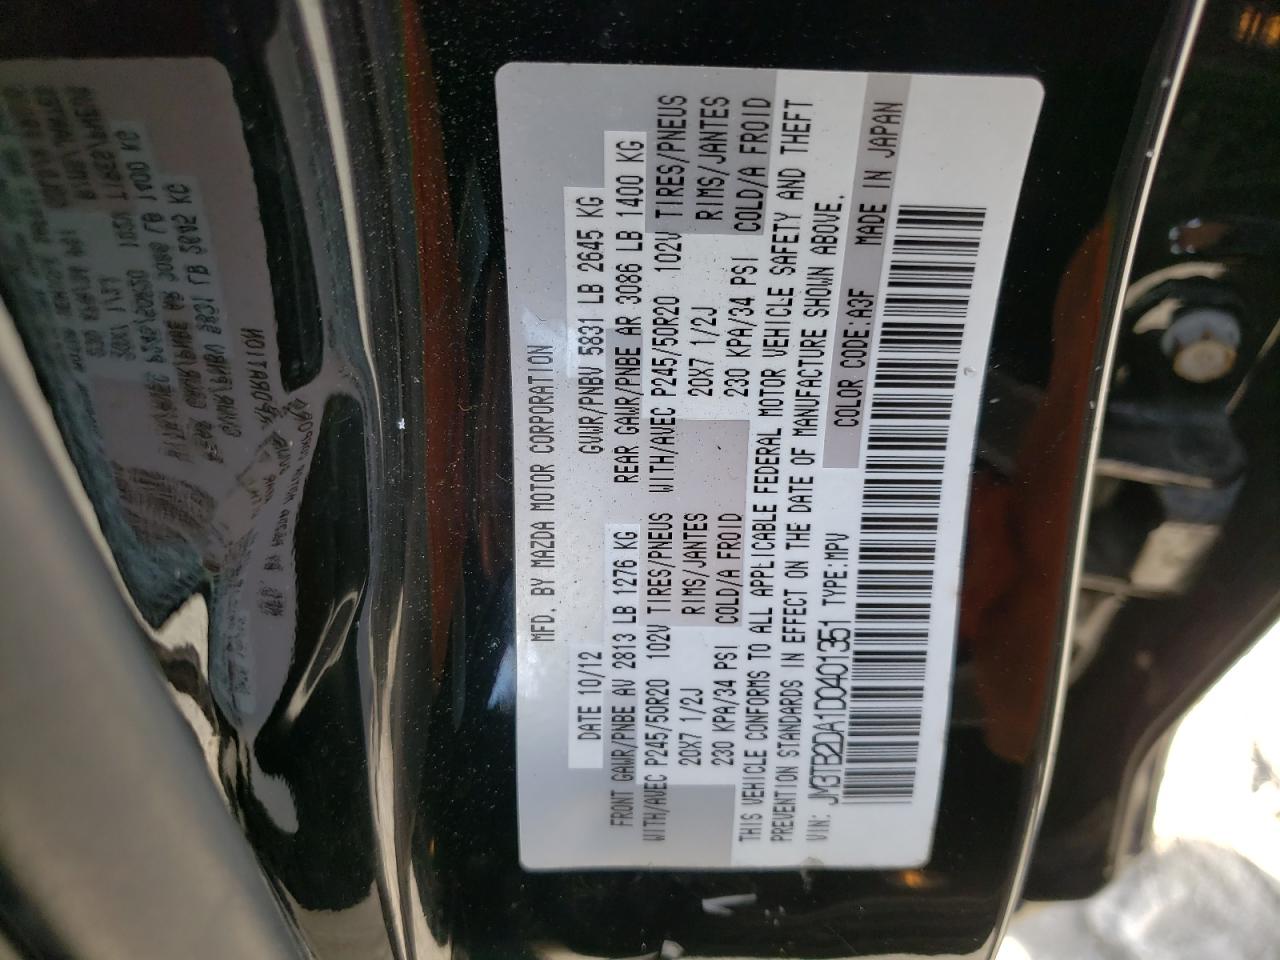 MFD. BY MAZDA MOTOR CORPORATION
DATE 10/12 GVWR/PNBV 5831 LB 2645 KG
FRONT GAWR/PNBE AV 2813 LB 1276 KG REAR GAWR/PNBE AR 3086 LB 1400 KG
WITH/AVEC P245/50R20 102V TIRES/PNEUS WITH/AVEC P245/50R20 102V TIRES/PNEUS
20X7 1/2J RIMS/JANTES 20X7 1/2J RIMS/JANTES
230 KPA/34 PSI COLD/A FROID 230 KPA/34 PSI COLD/A FROID
THIS VEHICLE CONFORMS TO ALL APPLICABLE FEDERAL MOTOR VEHICLE SAFETY AND THEFT
PREVENTION STANDARDS IN EFFECT ON THE DATE OF MANUFACTURE SHOWN ABOVE.
VIN: JM3TB2DA1D0401351 TYPE:MPV COLOR CODE:A3F MADE IN JAPAN